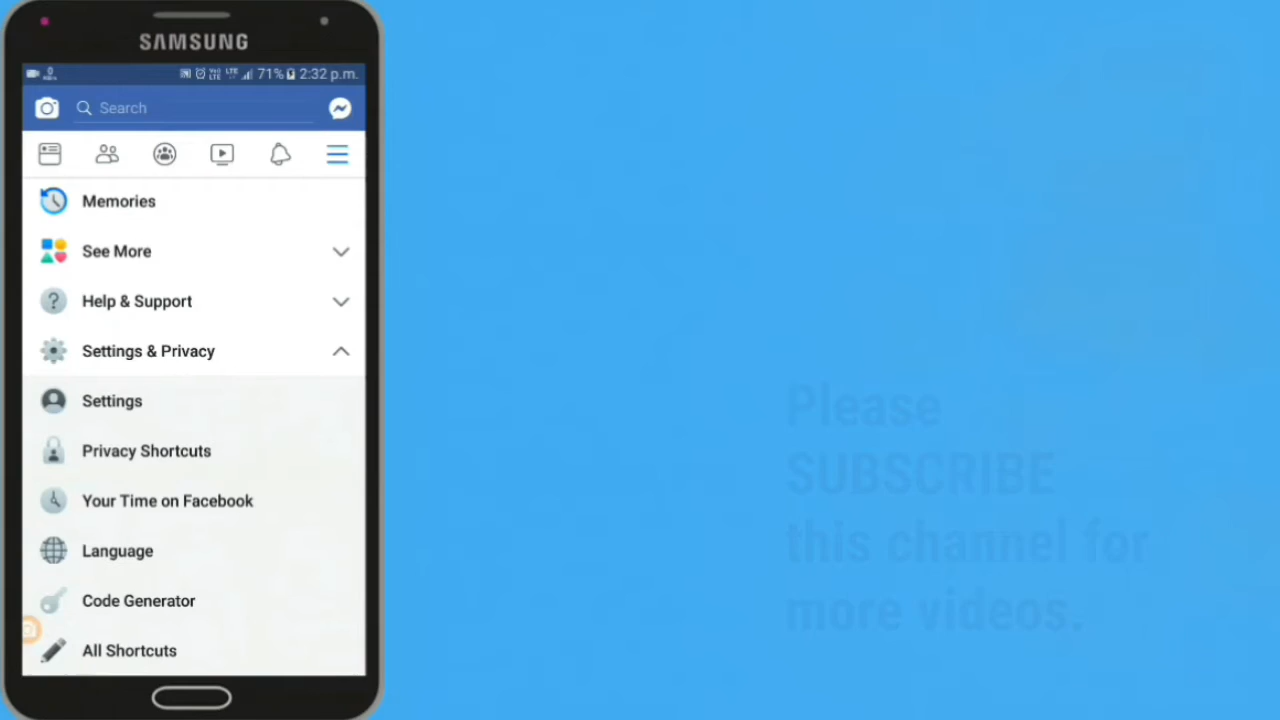 SAMSUNG
71% 2:32 p.m.
Search
Memories
See More
Help & Support
Settings & Privacy
Settings
Privacy Shortcuts
Your Time on Facebook
Language
Code Generator
All Shortcuts
Please
SUBSCRIBE
this channel for
more videos.